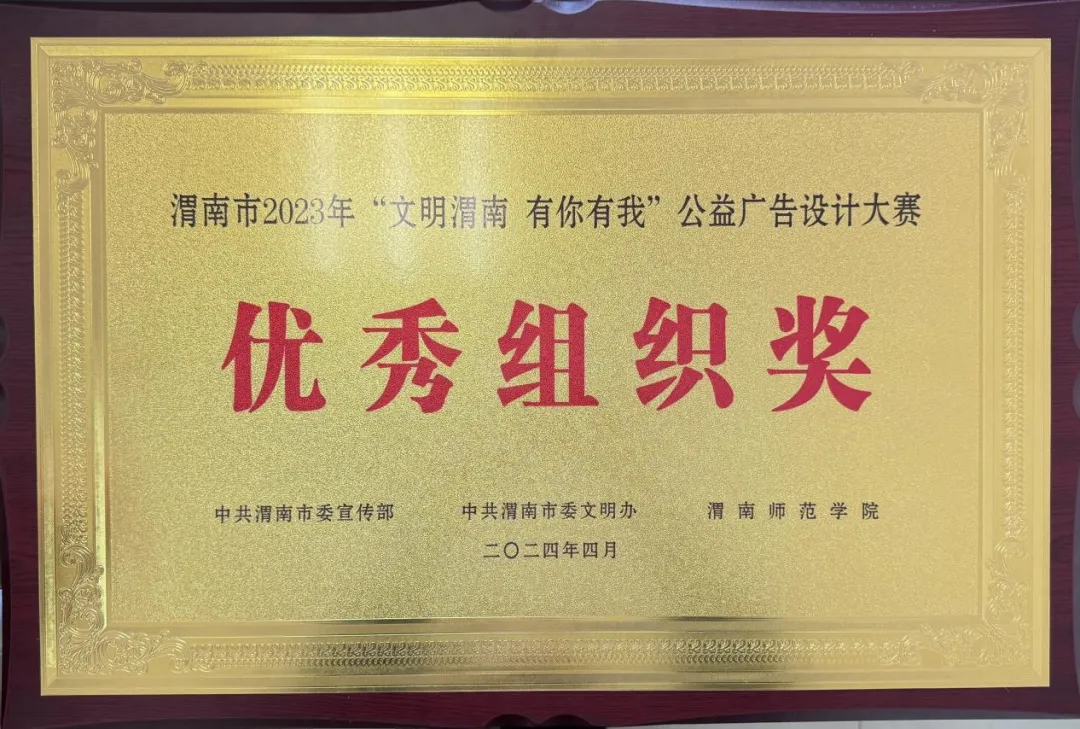 渭南市2023年“文明渭南 有你有我”公益广告设计大赛
优秀组织奖
中共渭南市委宣传部 中共渭南市委文明办 渭南师范学院
二〇二四年四月